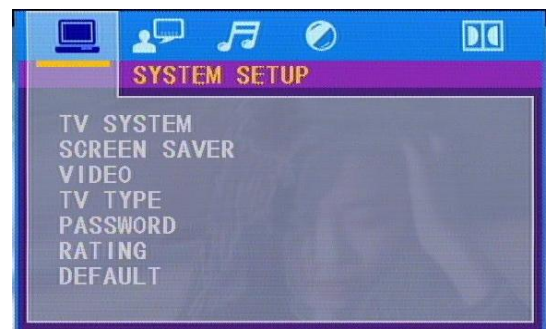 SYSTEM SETUP
TV SYSTEM
SCREEN SAVER
VIDEO
TV TYPE
PASSWORD
RATING
DEFAULT